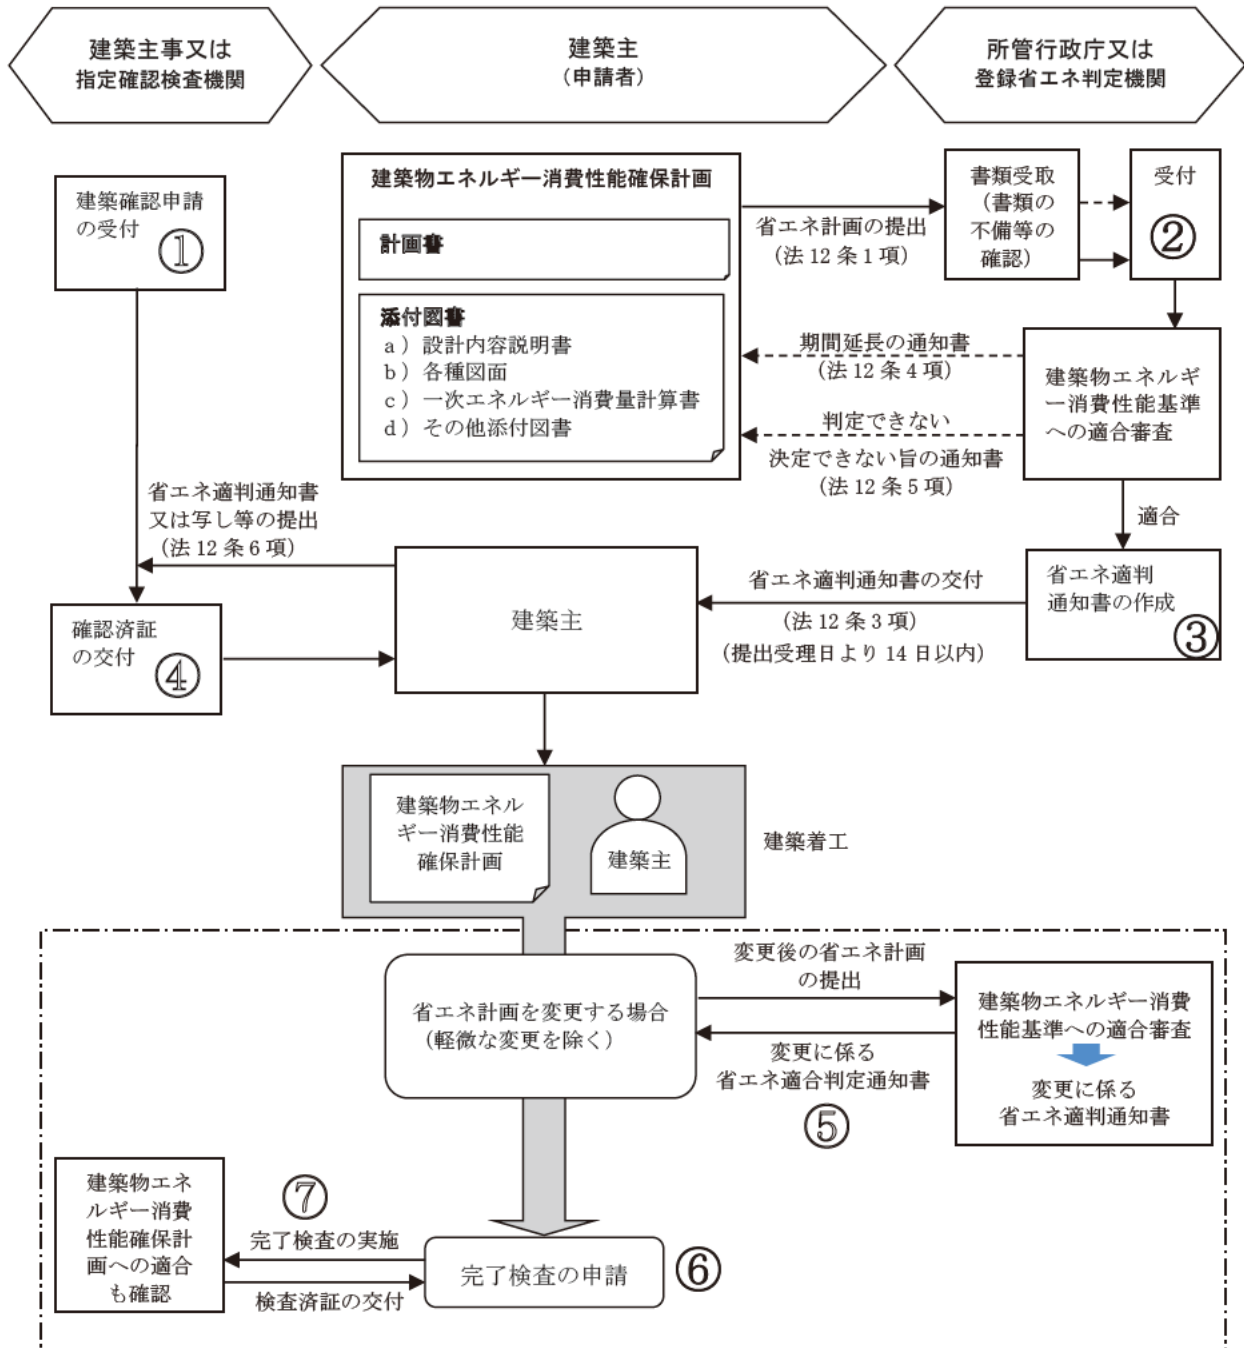 建築主事又は
指定確認検査機関
建築主
(申請者)
所管行政庁又は
登録省エネ判定機関
建築確認申請
の受付
①
建築物エネルギー消費性能確保計画
計画書
添付図書
a）設計内容説明書
b）各種図面
c）一次エネルギー消費量計算書
d）その他添付図書
省エネ計画の提出
(法 12 条 1 項)
書類受取
(書類の
不備等の
確認)
受付
②
期間延長の通知書
(法 12 条 4 項)
判定できない
決定できない旨の通知書
(法 12 条 5 項)
建築物エネルギ
ー消費性能基準
への適合審査
適合
省エネ適判通知書
又は写し等の提出
(法 12 条 6 項)
建築主
省エネ適判通知書の交付
(法 12 条 3 項)
(提出受理日より 14 日以内)
省エネ適判
通知書の作成
③
確認済証
の交付
④
建築物エネル
ギー消費性能
確保計画
建築主
建築着工
省エネ計画を変更する場合
(軽微な変更を除く)
変更後の省エネ計画
の提出
変更に係る
省エネ適合判定通知書
⑤
建築物エネルギー消費
性能基準への適合審査
変更に係る
省エネ適判通知書
建築物エネ
ルギー消費
性能確保計
画への適合
も確認
⑦
完了検査の実施
検査済証の交付
完了検査の申請
⑥